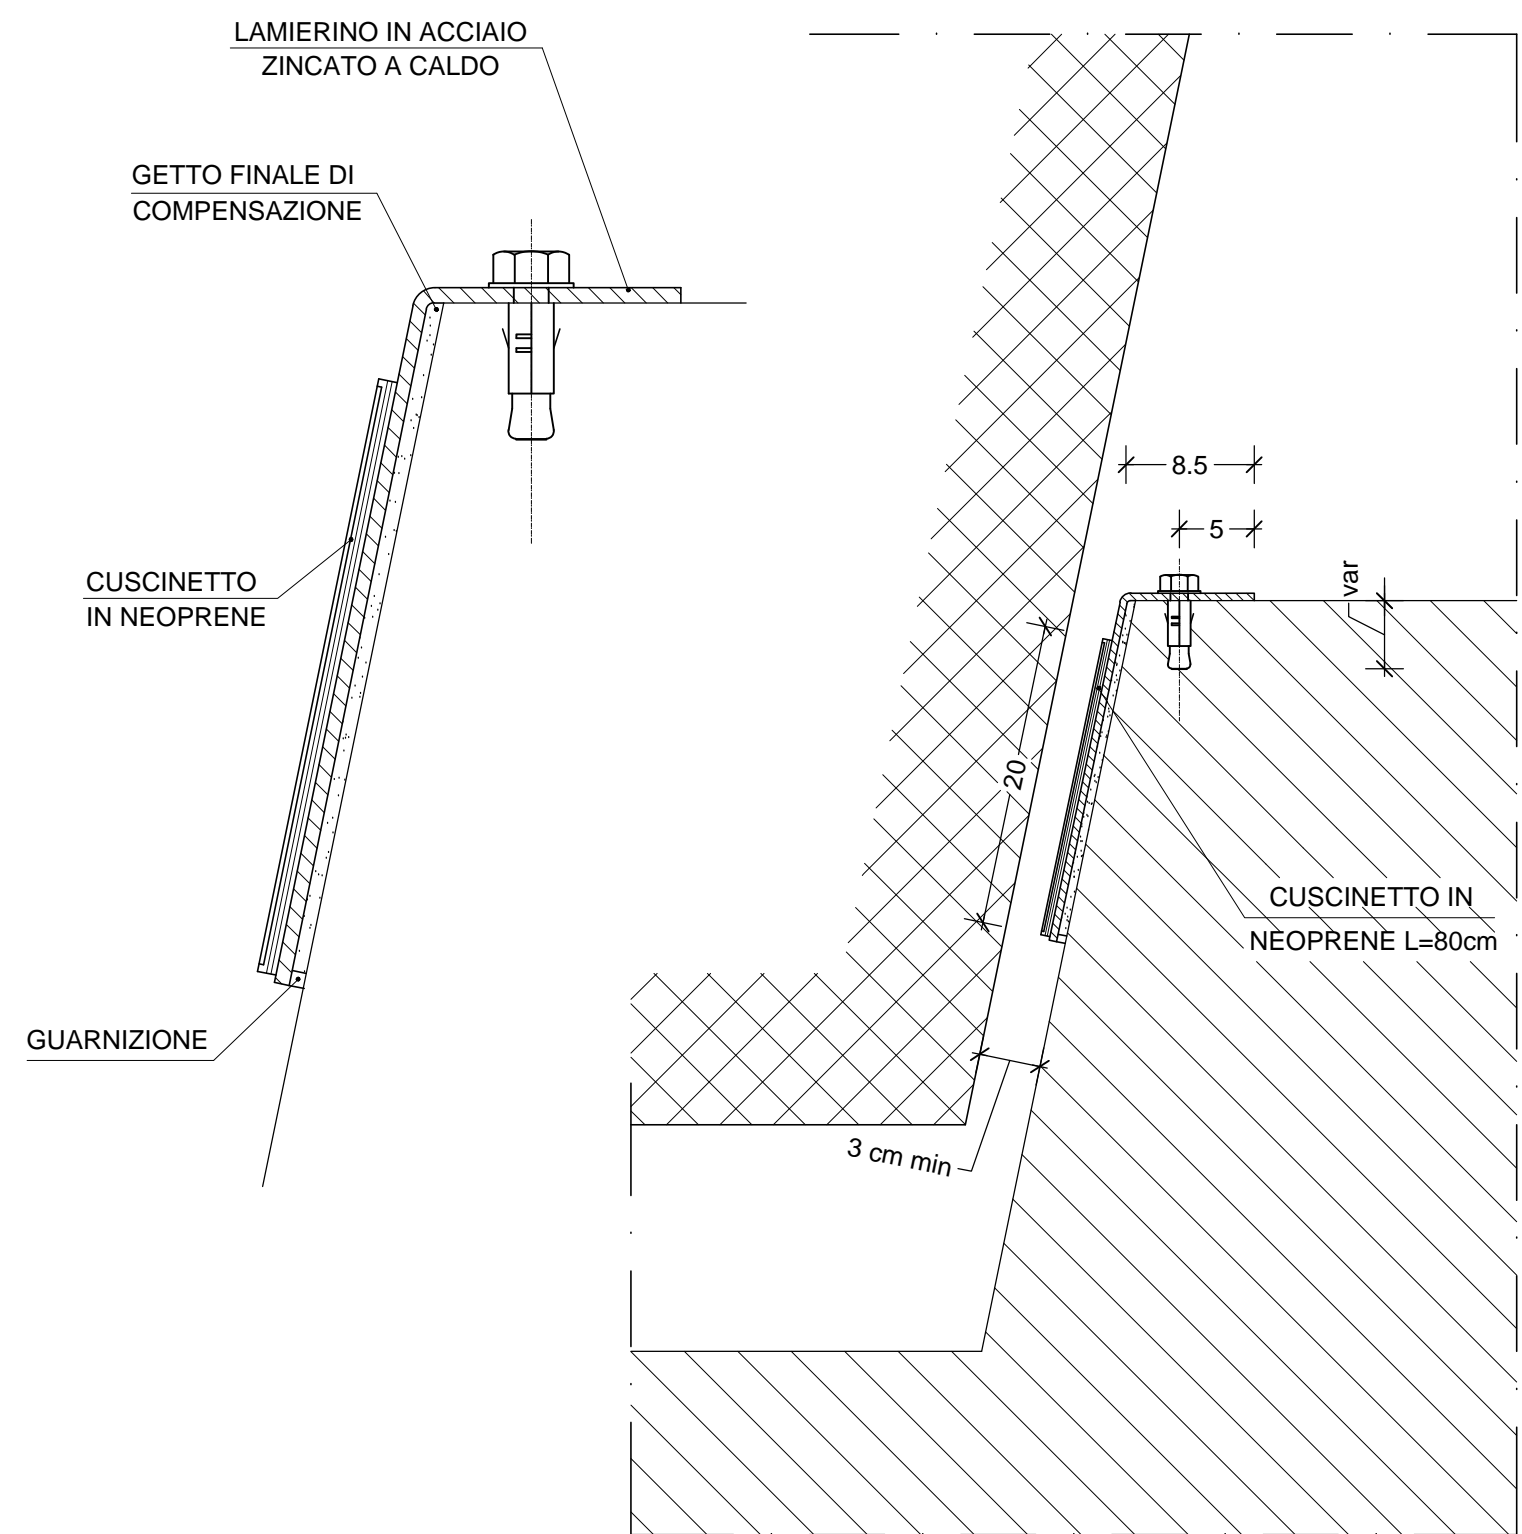 LAMIERINO IN ACCIAIO
ZINCATO A CALDO
GETTO FINALE DI
COMPENSAZIONE
CUSCINETTO
IN NEOPRENE
GUARNIZIONE
8.5
5
var
20
CUSCINETTO IN
NEOPRENE L=80cm
3 cm min